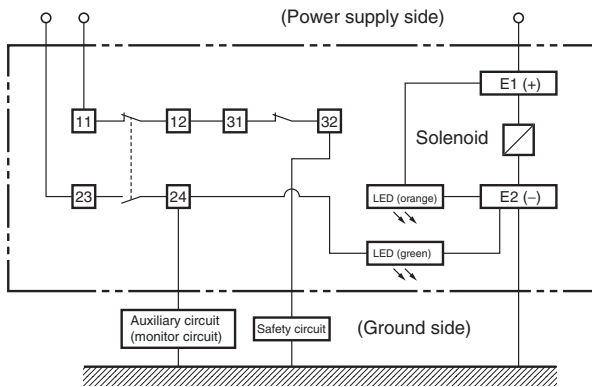 (Power supply side)
E1 (+)
11
12
31
32
Solenoid
23
24
LED (orange)
E2 (−)
LED (green)
Auxiliary circuit
(monitor circuit)
Safety circuit
(Ground side)